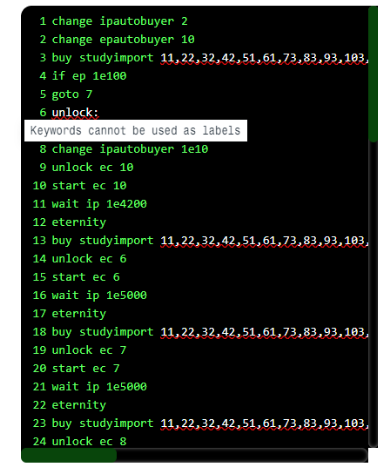 1 change ipautobuyer 2
2 change epautobuyer 10
3 buy studyimport 11,22,32,42,51,61,73,83,93,103,
4 if ep 1e100
5 goto 7
6 unlock:
Keywords cannot be used as labels
8 change ipautobuyer 1e10
9 unlock ec 10
10 start ec 10
11 wait ip 1e4200
12 eternity
13 buy studyimport 11,22,32,42,51,61,73,83,93,103,
14 unlock ec 6
15 start ec 6
16 wait ip 1e5000
17 eternity
18 buy studyimport 11,22,32,42,51,61,73,83,93,103,
19 unlock ec 7
20 start ec 7
21 wait ip 1e5000
22 eternity
23 buy studyimport 11,22,32,42,51,61,73,83,93,103,
24 unlock ec 8